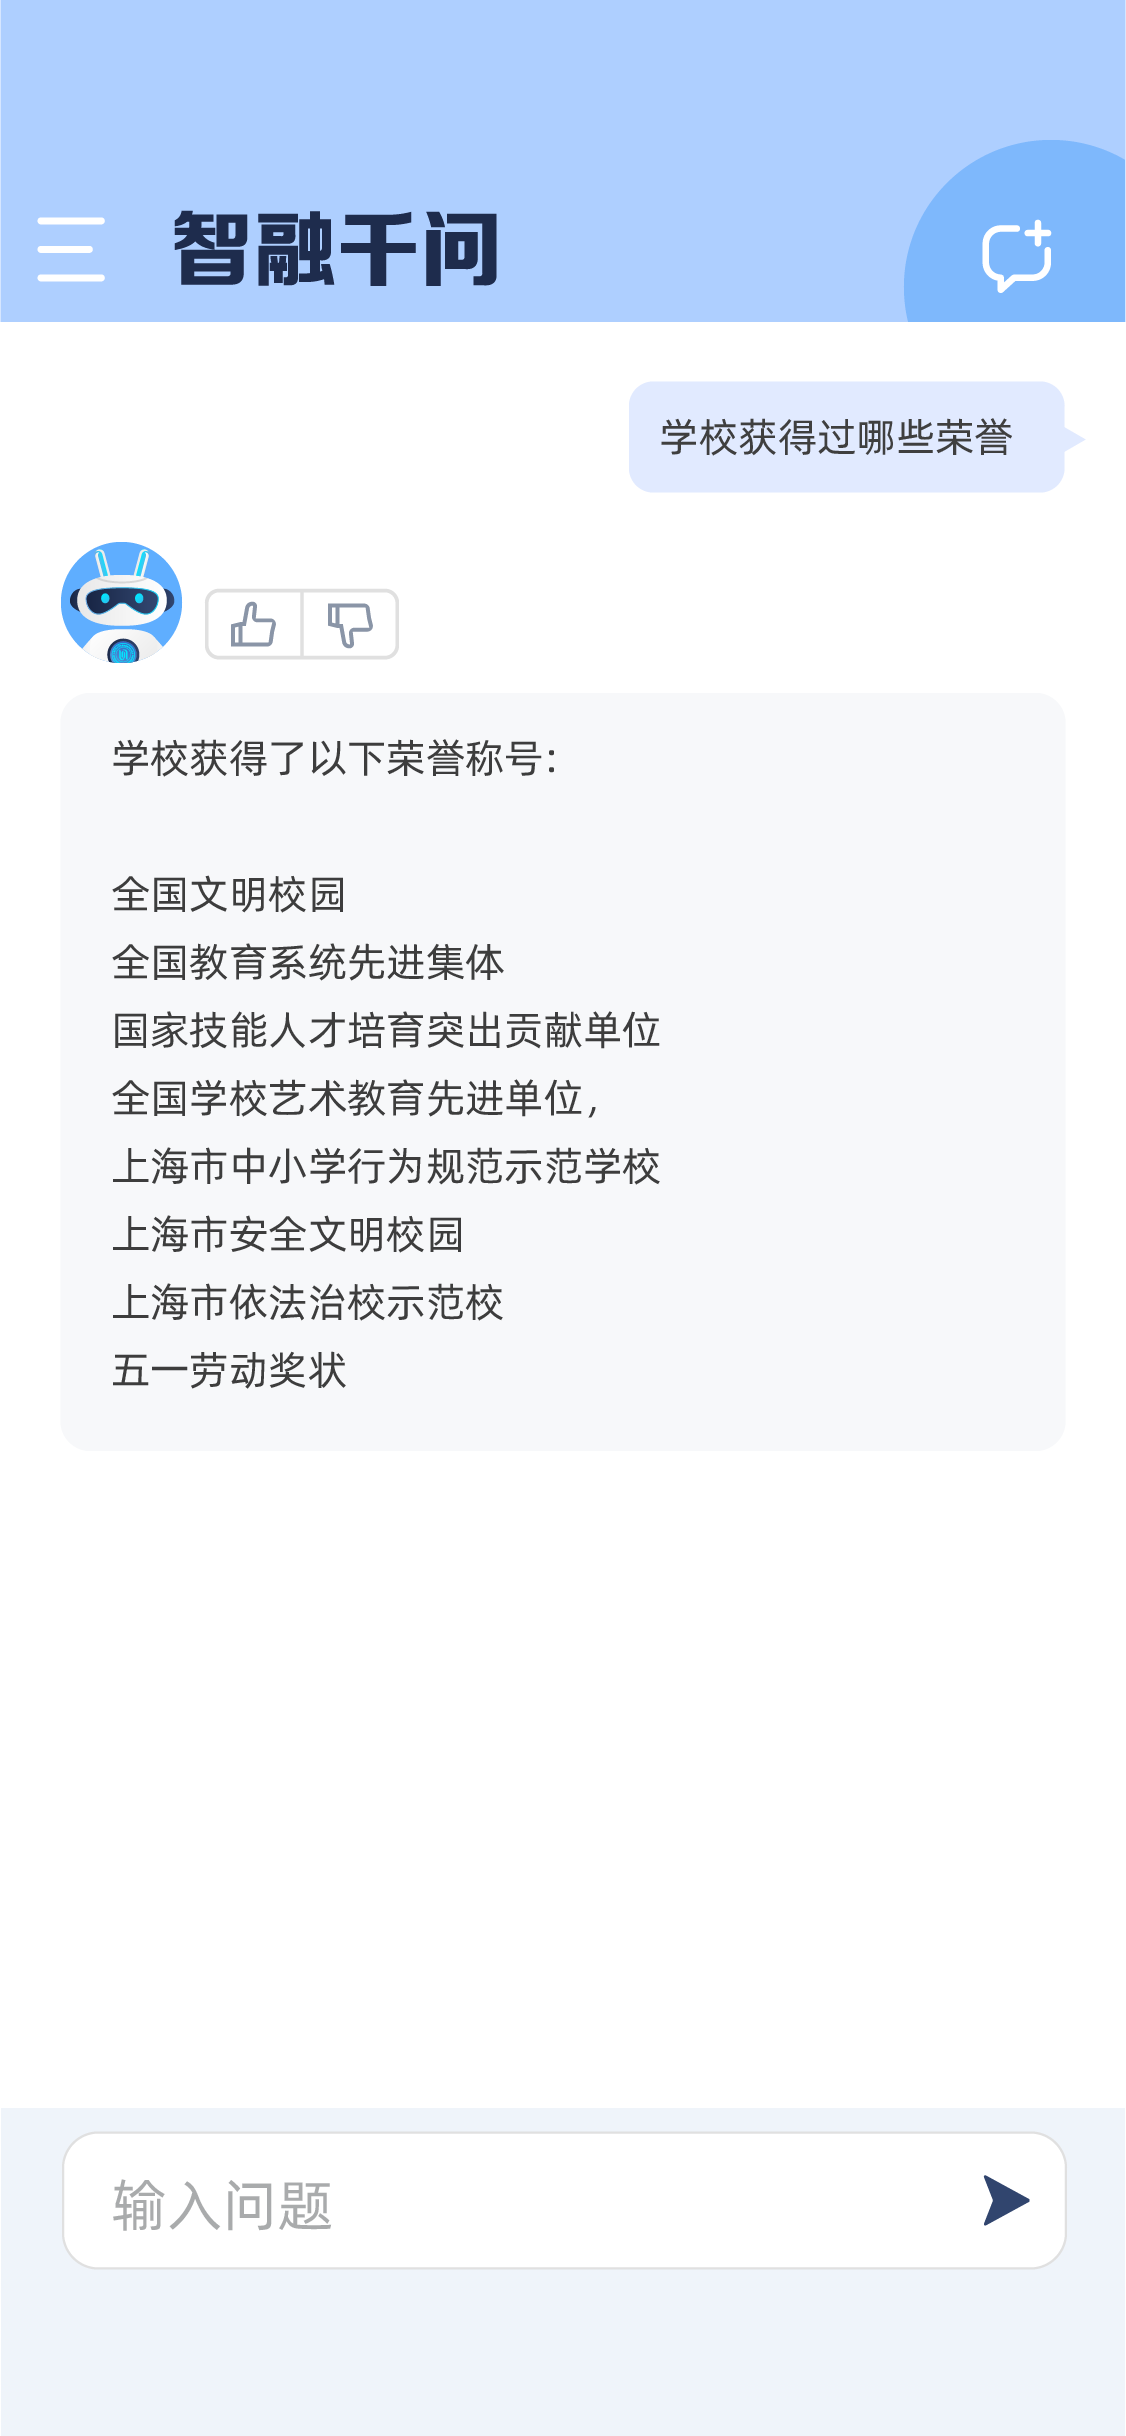 智融千问
学校获得过哪些荣誉
学校获得了以下荣誉称号：
全国文明校园
全国教育系统先进集体
国家技能人才培育突出贡献单位
全国学校艺术教育先进单位，
上海市中小学行为规范示范学校
上海市安全文明校园
上海市依法治校示范校
五一劳动奖状
输入问题